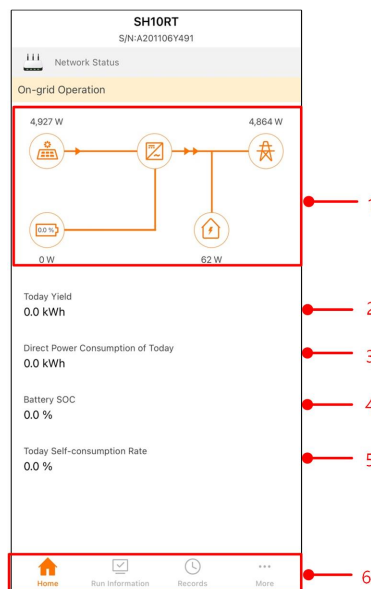 SH10RT
S/N:A201106Y491
Network Status
On-grid Operation
4,927 W
4,864 W
0.0 %
0 W
62 W
1
Today Yield
0.0 kWh
2
Direct Power Consumption of Today
0.0 kWh
3
Battery SOC
0.0 %
4
Today Self-consumption Rate
0.0 %
5
Home
Run Information
Records
More
6